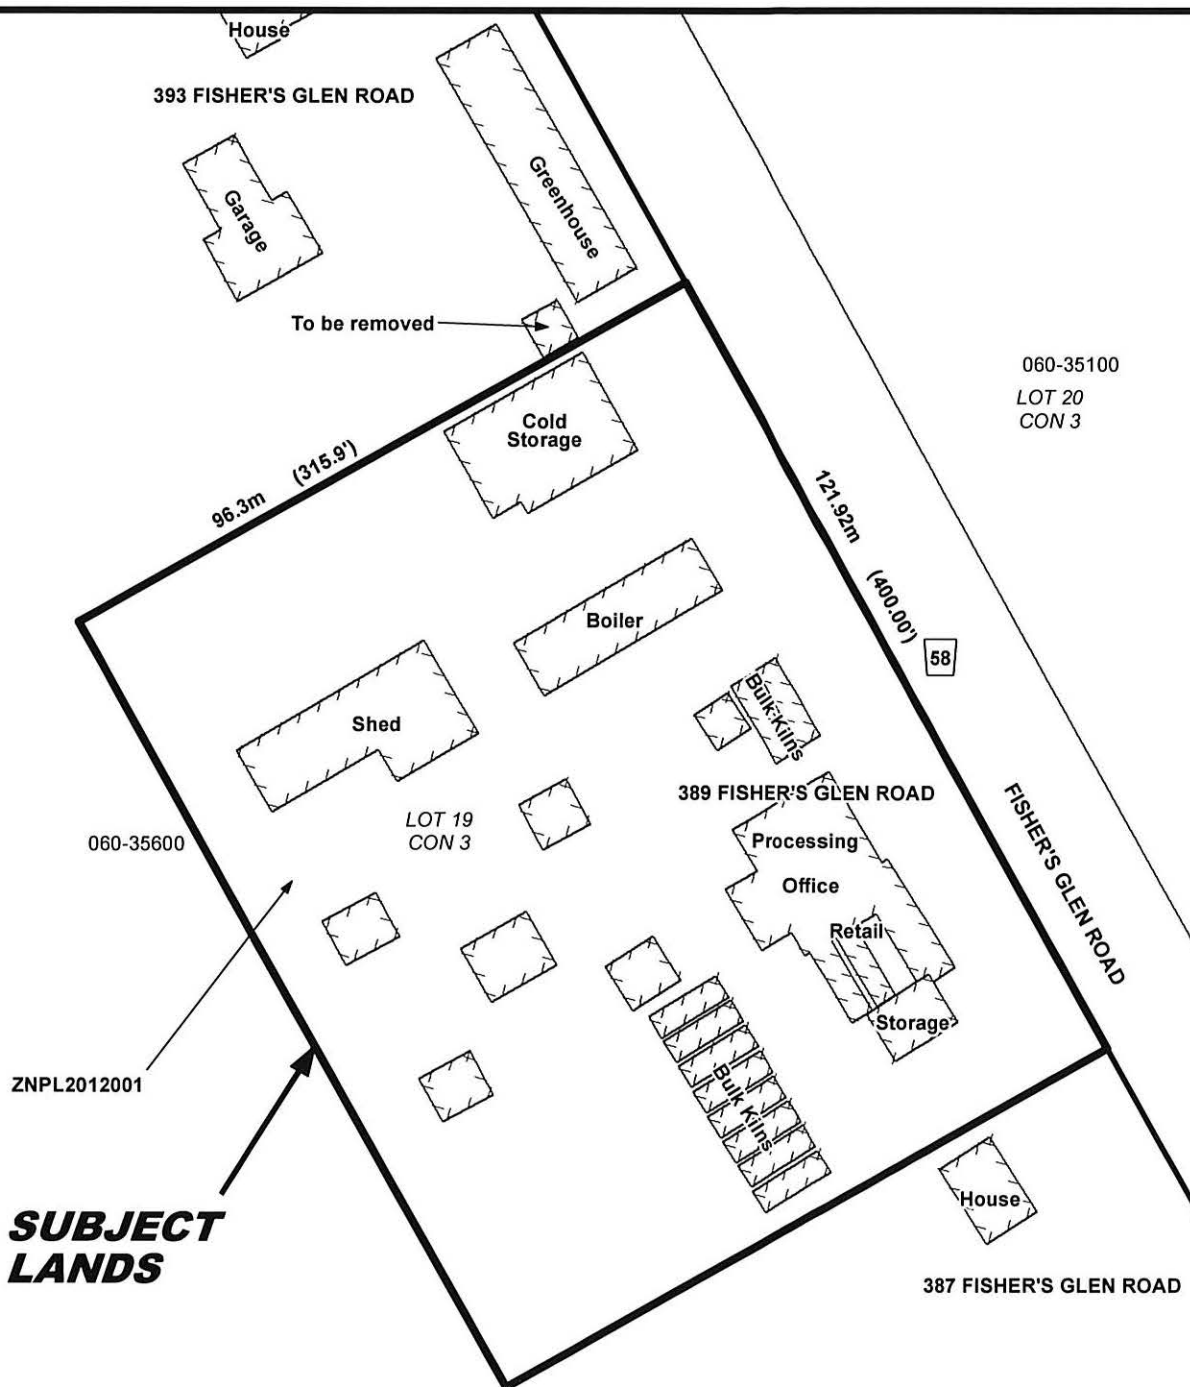 House
393 FISHER'S GLEN ROAD
Greenhouse
Garage
To be removed
060-35100
LOT 20
CON 3
Cold
Storage
96.3m (315.9')
121.92m (400.00')
Boiler
58
Bulk Kilns
Shed
389 FISHER'S GLEN ROAD
FISHER'S GLEN ROAD
LOT 19
CON 3
060-35600
Processing
Office
Retail
Storage
ZNPL2012001
Bulk Kilns
SUBJECT
LANDS
House
387 FISHER'S GLEN ROAD